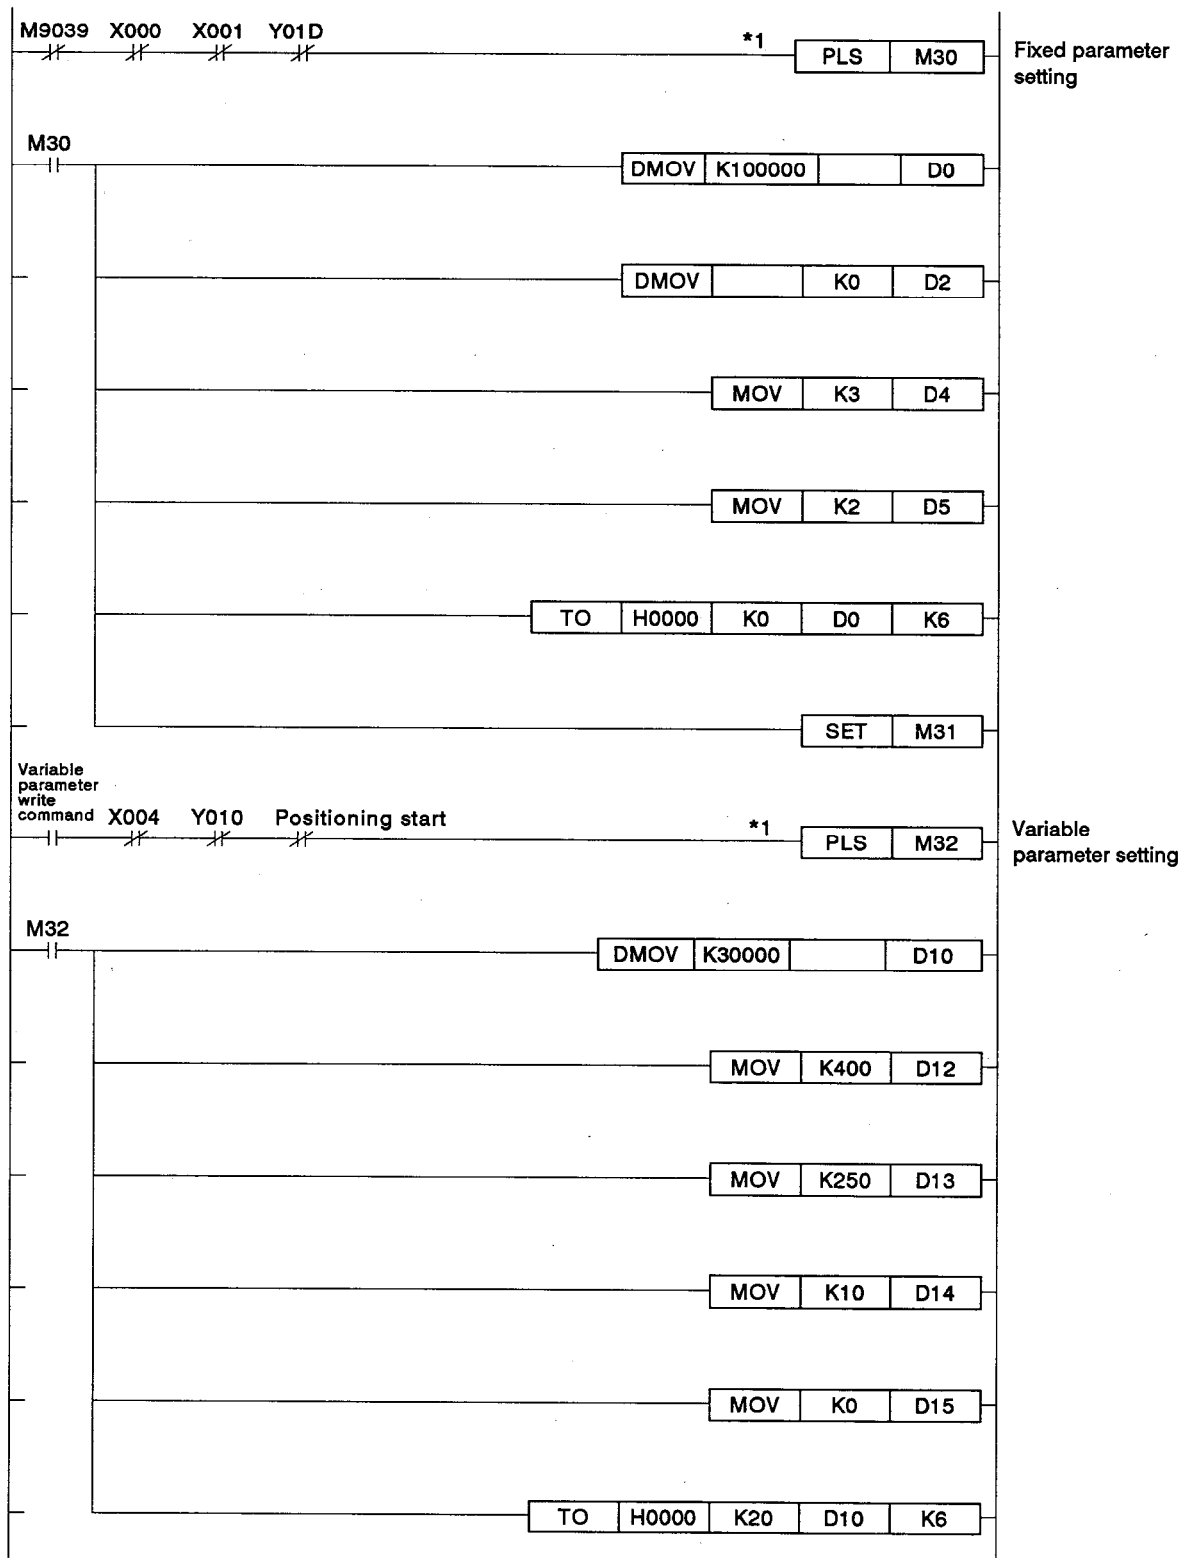 M9039 X000 X001 Y01D *1 PLS M30 Fixed parameter
setting
M30
DMOV K100000 D0
DMOV K0 D2
MOV K3 D4
MOV K2 D5
TO H0000 K0 D0 K6
SET M31
Variable
parameter
write
command X004 Y010 Positioning start *1 PLS M32 Variable
parameter setting
M32
DMOV K30000 D10
MOV K400 D12
MOV K250 D13
MOV K10 D14
MOV K0 D15
TO H0000 K20 D10 K6